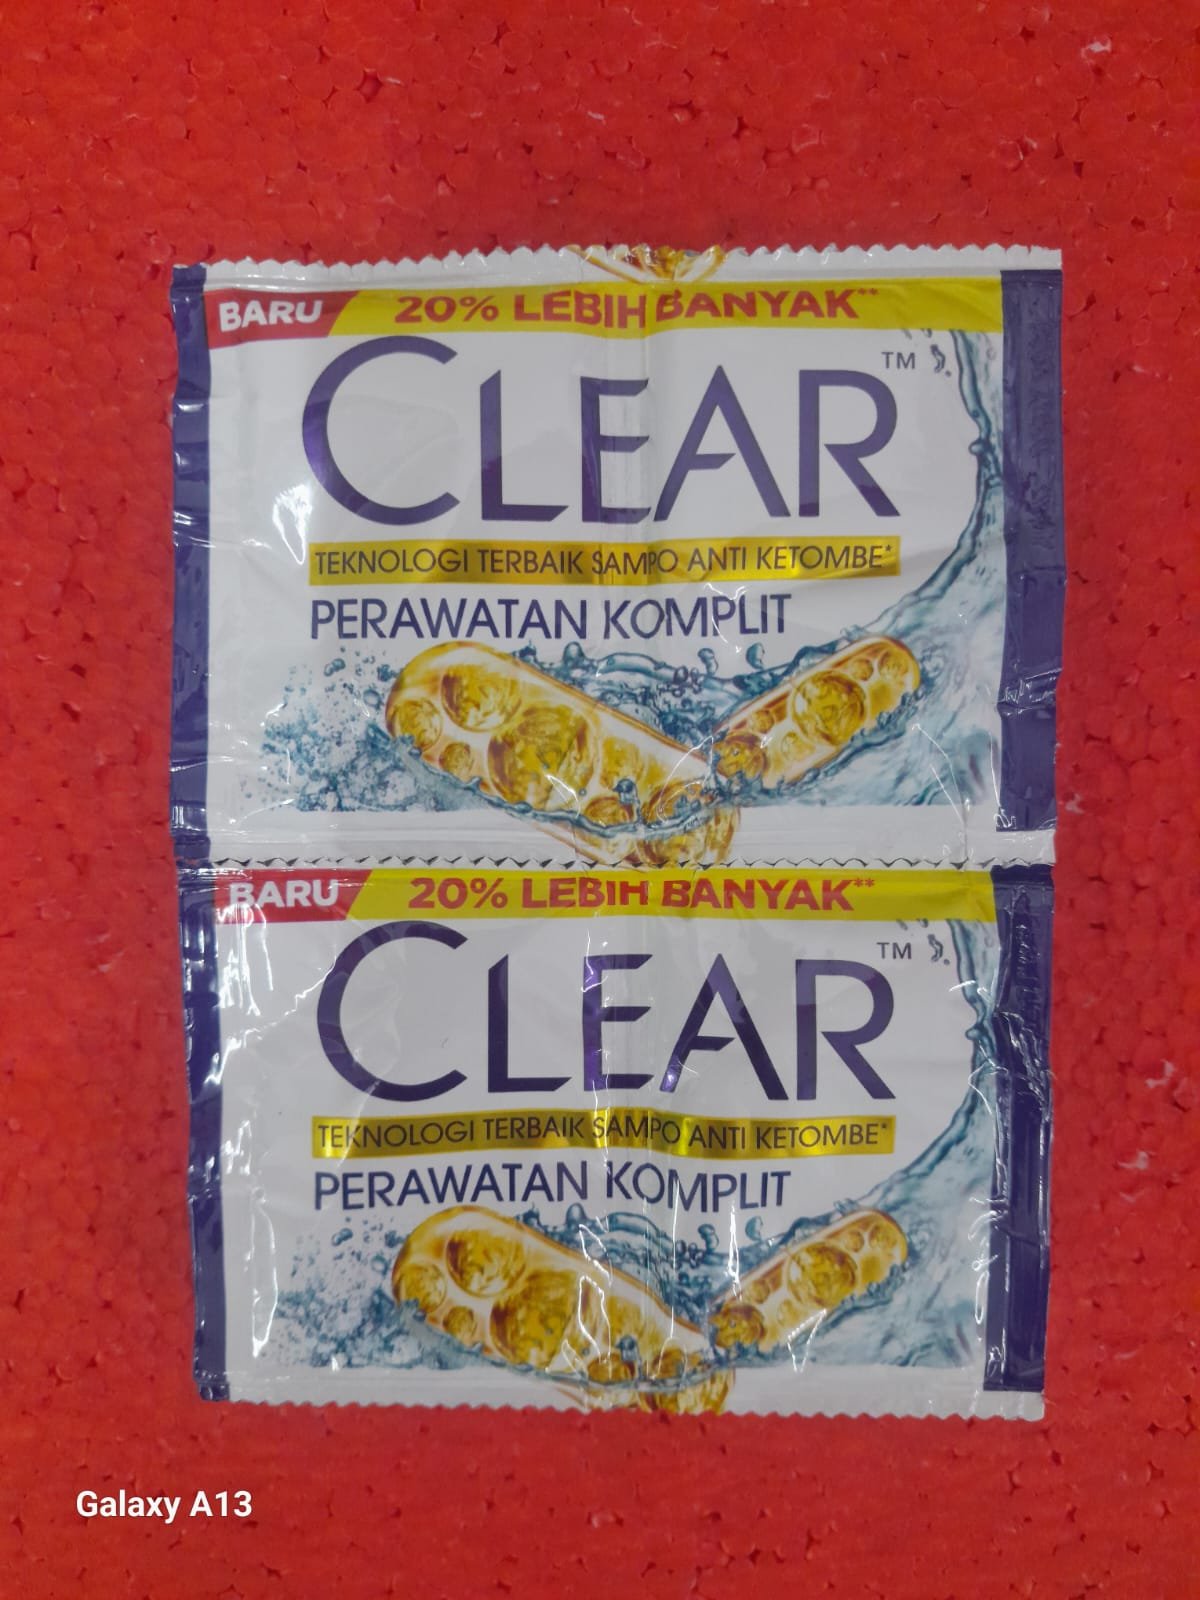 BARU 20% LEBIH BANYAK**
CLEAR™
TEKNOLOGI TERBAIK SAMPO ANTI KETOMBE*
PERAWATAN KOMPLIT
BARU 20% LEBIH BANYAK**
CLEAR™
TEKNOLOGI TERBAIK SAMPO ANTI KETOMBE*
PERAWATAN KOMPLIT
Galaxy A13